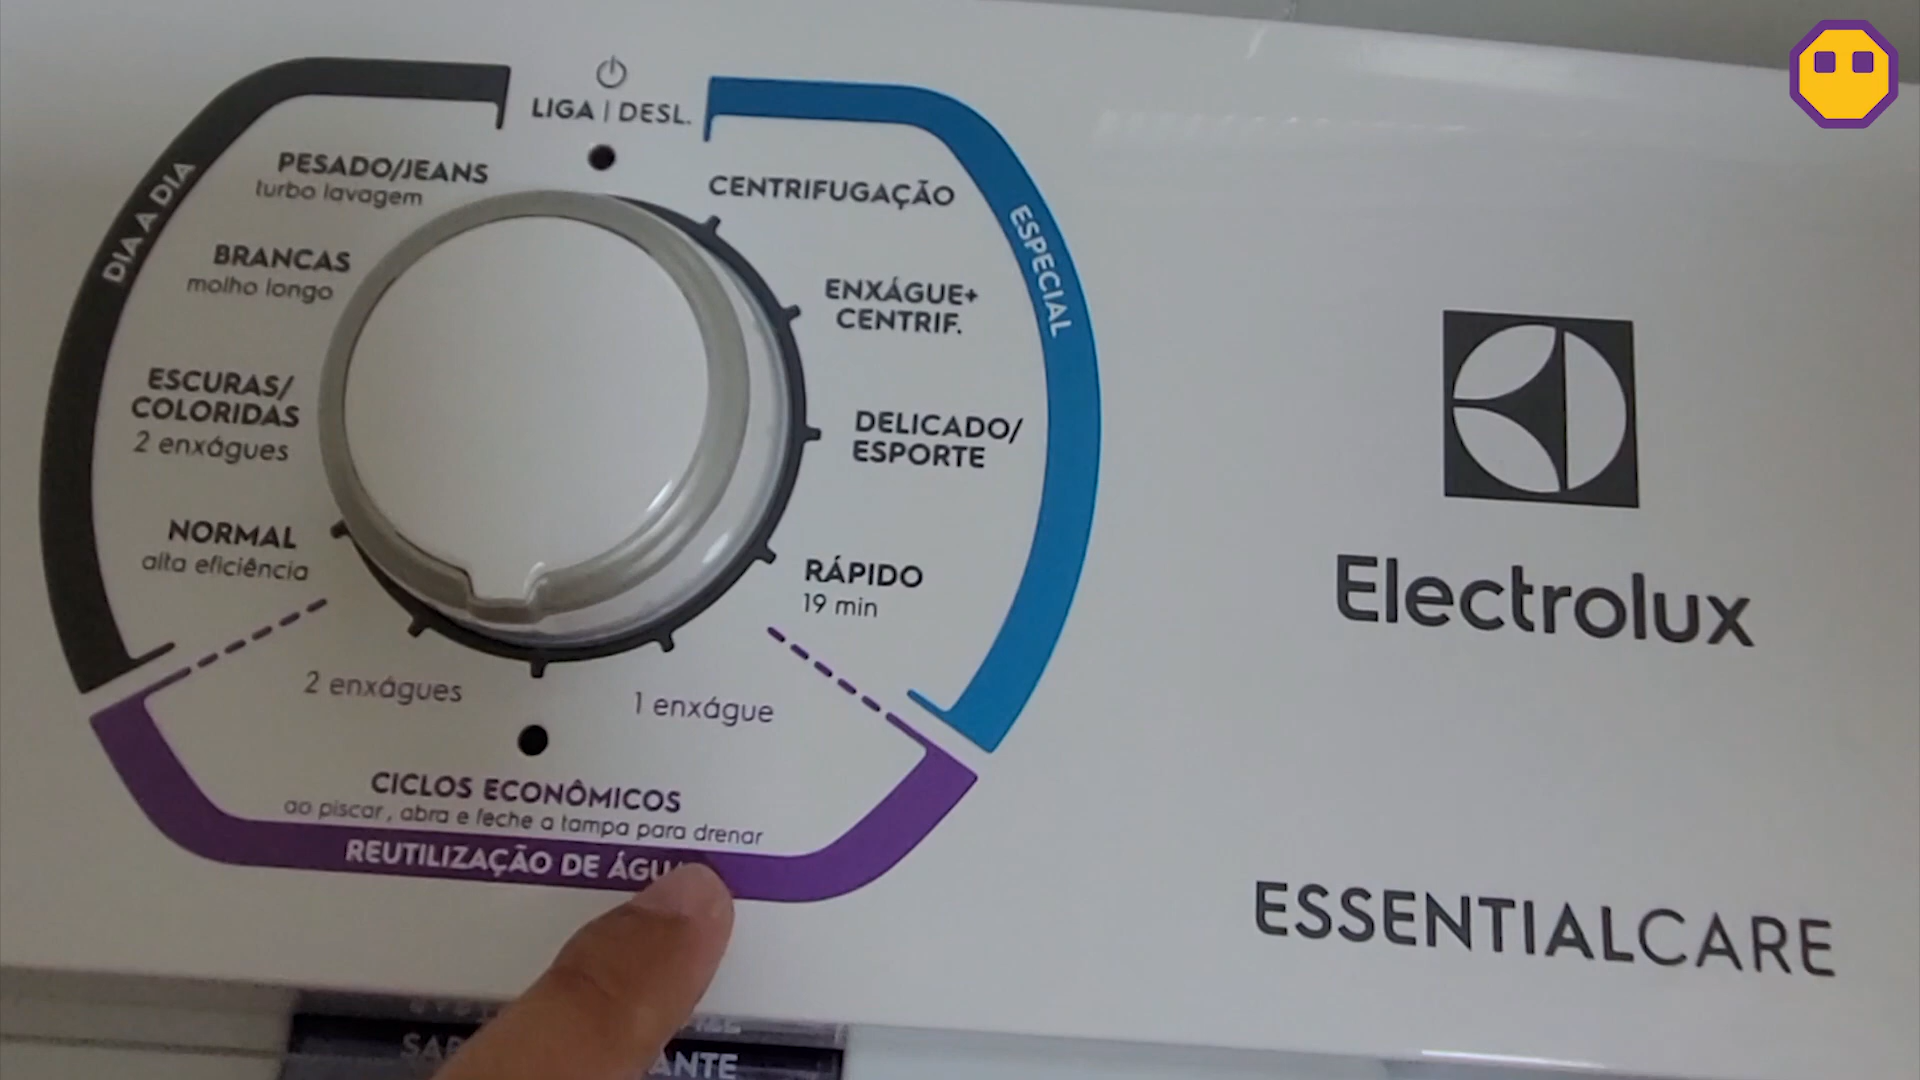 LIGA | DESL.
DIA A DIA
PESADO/JEANS
turbo lavagem
BRANCAS
molho longo
ESCURAS/
COLORIDAS
2 enxágues
NORMAL
alta eficiência
CENTRIFUGAÇÃO
ENXÁGUE+
CENTRIF.
DELICADO/
ESPORTE
RÁPIDO
19 min
ESPECIAL
2 enxágues
1 enxágue
CICLOS ECONÔMICOS
ao piscar, abra e feche a tampa para drenar
REUTILIZAÇÃO DE
Electrolux
ESSENTIALCARE